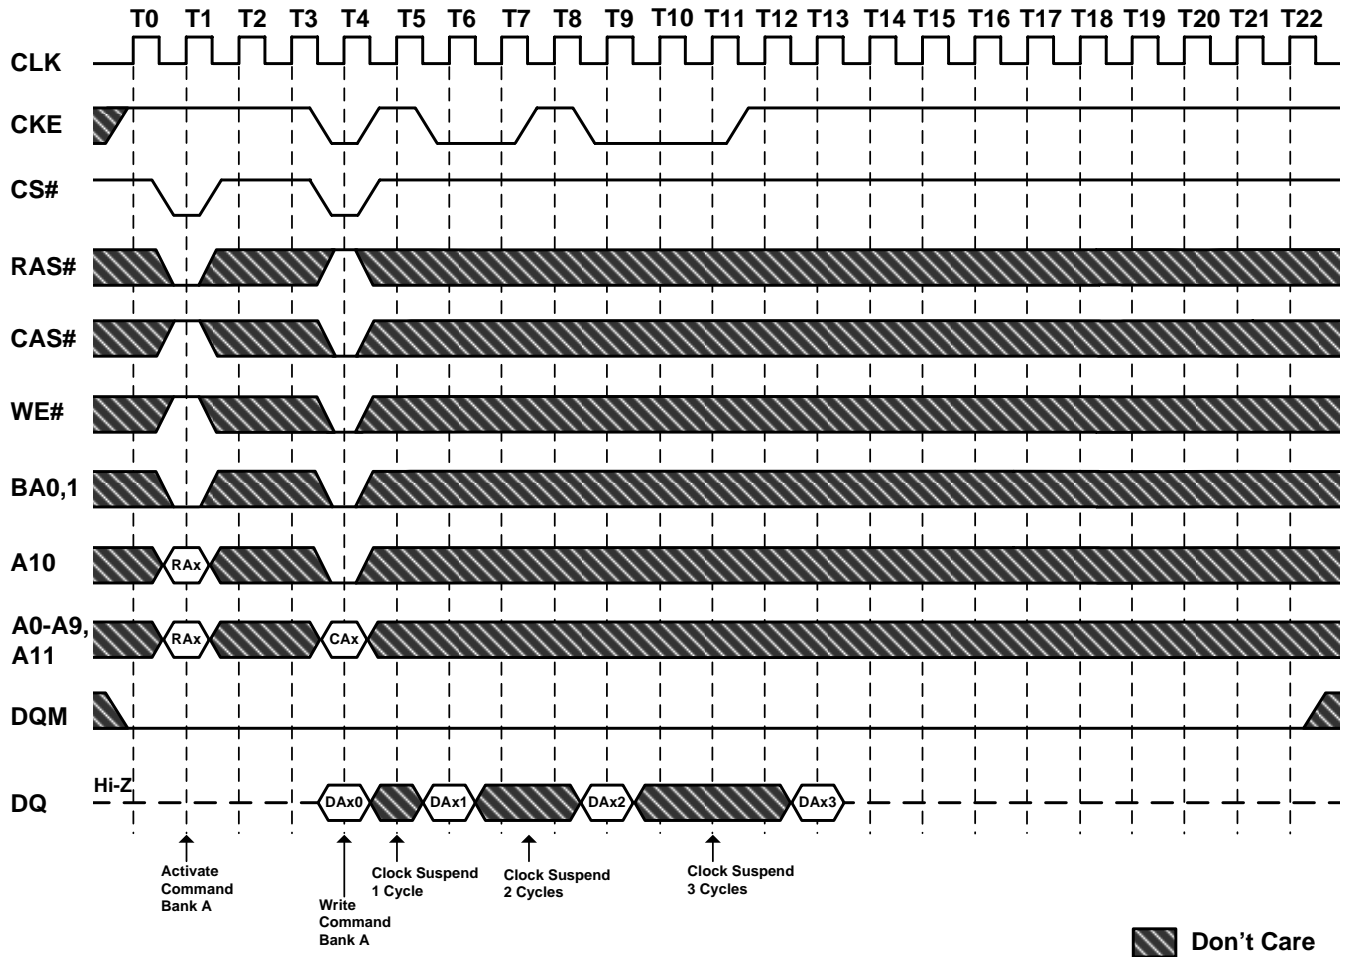 T0 T1 T2 T3 T4 T5 T6 T7 T8 T9 T10 T11 T12 T13 T14 T15 T16 T17 T18 T19 T20 T21 T22
CLK
CKE
CS#
RAS#
CAS#
WE#
BA0,1
A10
RAx
A0-A9,
A11
RAx
CAx
DQM
Hi-Z
DQ
DAx0
DAx1
DAx2
DAx3
Activate
Command
Bank A
Write
Command
Bank A
Clock Suspend
1 Cycle
Clock Suspend
2 Cycles
Clock Suspend
3 Cycles
Don't Care